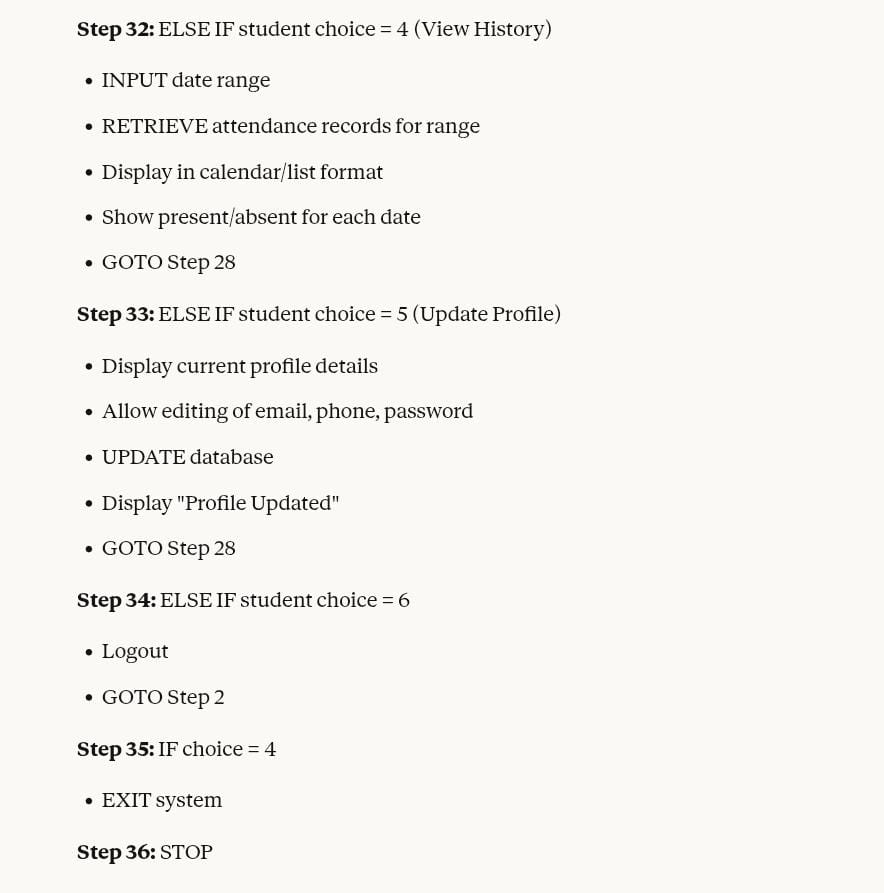 Step 32: ELSE IF student choice = 4 (View History)
• INPUT date range
• RETRIEVE attendance records for range
• Display in calendar/list format
• Show present/absent for each date
• GOTO Step 28
Step 33: ELSE IF student choice = 5 (Update Profile)
• Display current profile details
• Allow editing of email, phone, password
• UPDATE database
• Display "Profile Updated"
• GOTO Step 28
Step 34: ELSE IF student choice = 6
• Logout
• GOTO Step 2
Step 35: IF choice = 4
• EXIT system
Step 36: STOP